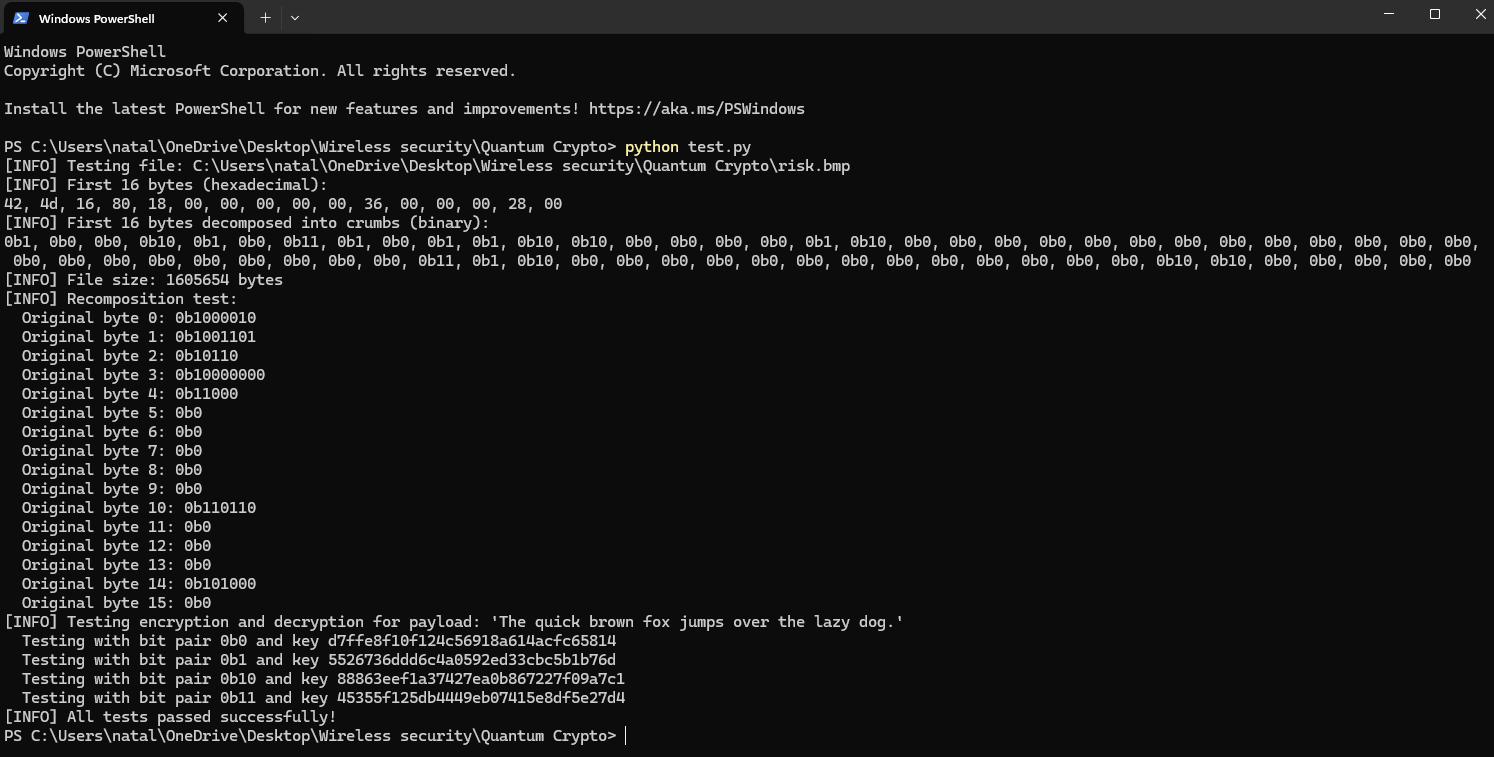 Windows PowerShell
Windows PowerShell
Copyright (C) Microsoft Corporation. All rights reserved.
Install the latest PowerShell for new features and improvements! https://aka.ms/PSWindows
PS C:\Users\natal\OneDrive\Desktop\Wireless security\Quantum Crypto> python test.py
[INFO] Testing file: C:\Users\natal\OneDrive\Desktop\Wireless security\Quantum Crypto\risk.bmp
[INFO] First 16 bytes (hexadecimal):
42, 4d, 16, 80, 18, 00, 00, 00, 00, 00, 36, 00, 00, 00, 28, 00
[INFO] First 16 bytes decomposed into crumbs (binary):
0b1, 0b0, 0b0, 0b10, 0b1, 0b0, 0b11, 0b1, 0b0, 0b1, 0b1, 0b10, 0b10, 0b0, 0b0, 0b0, 0b0, 0b1, 0b10, 0b0, 0b0, 0b0, 0b0, 0b0, 0b0, 0b0, 0b0, 0b0, 0b0, 0b0, 0b0, 0b0,
0b0, 0b0, 0b0, 0b0, 0b0, 0b0, 0b0, 0b0, 0b0, 0b11, 0b1, 0b10, 0b0, 0b0, 0b0, 0b0, 0b0, 0b0, 0b0, 0b0, 0b0, 0b0, 0b0, 0b0, 0b0, 0b10, 0b10, 0b0, 0b0, 0b0, 0b0, 0b0
[INFO] File size: 1605654 bytes
[INFO] Recomposition test:
Original byte 0: 0b1000010
Original byte 1: 0b1001101
Original byte 2: 0b10110
Original byte 3: 0b10000000
Original byte 4: 0b11000
Original byte 5: 0b0
Original byte 6: 0b0
Original byte 7: 0b0
Original byte 8: 0b0
Original byte 9: 0b0
Original byte 10: 0b110110
Original byte 11: 0b0
Original byte 12: 0b0
Original byte 13: 0b0
Original byte 14: 0b101000
Original byte 15: 0b0
[INFO] Testing encryption and decryption for payload: 'The quick brown fox jumps over the lazy dog.'
Testing with bit pair 0b0 and key d7ffe8f10f124c56918a614acfc65814
Testing with bit pair 0b1 and key 5526736ddd6c4a0592ed33cbc5b1b76d
Testing with bit pair 0b10 and key 88863eef1a37427ea0b867227f09a7c1
Testing with bit pair 0b11 and key 45355f125db4449eb07415e8df5e27d4
[INFO] All tests passed successfully!
PS C:\Users\natal\OneDrive\Desktop\Wireless security\Quantum Crypto>